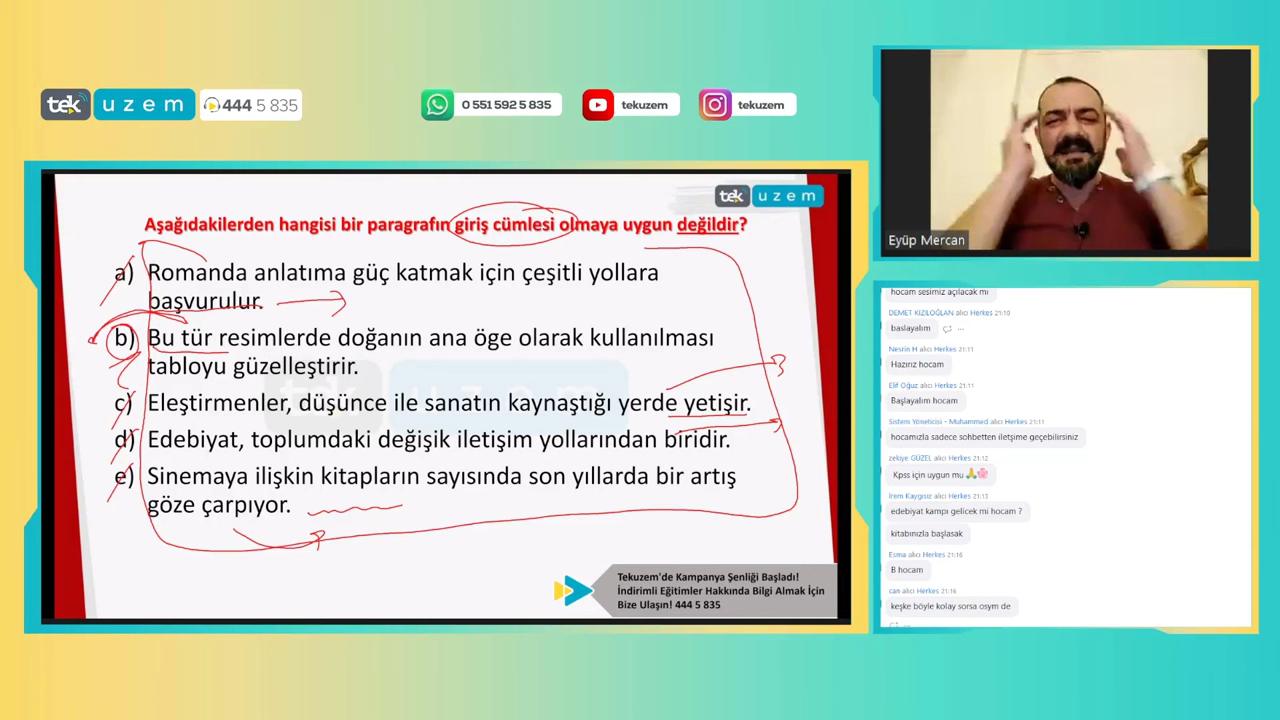 tek uzem 444 5 835
0 551 592 5 835
tekuzem
tekuzem
tek uzem
Aşağıdakilerden hangisi bir paragrafın giriş cümlesi olmaya uygun değildir?
a) Romanda anlatıma güç katmak için çeşitli yollara
başvurulur.
b) Bu tür resimlerde doğanın ana öge olarak kullanılması
tabloyu güzelleştirir.
c) Eleştirmenler, düşünce ile sanatın kaynaştığı yerde yetişir.
d) Edebiyat, toplumdaki değişik iletişim yollarından biridir.
e) Sinemaya ilişkin kitapların sayısında son yıllarda bir artış
göze çarpıyor.
tek uzem
Tekuzem'de Kampanya Şenliği Başladı!
İndirimli Eğitimler Hakkında Bilgi Almak İçin
Bize Ulaşın! 444 5 835
Eyüp Mercan
hocam sesimiz açılacak mı
DEMET KIZILOĞLAN alıcı Herkes 21:10
baslayalım
Nesrin H alıcı Herkes 21:11
Hazırız hocam
Elif Oğuz alıcı Herkes 21:11
Başlayalım hocam
Sistem Yöneticisi - Muhammed alıcı Herkes 21:11
hocamızla sadece sohbetten iletşime geçebilirsiniz
zekiye GÜZEL alıcı Herkes 21:12
Kpss için uygun mu 🙏🌸
İrem Kaygısız alıcı Herkes 21:13
edebiyat kampı gelicek mi hocam ?
kitabınızla başlasak
Esma alıcı Herkes 21:16
B hocam
can alıcı Herkes 21:16
keşke böyle kolay sorsa osym de